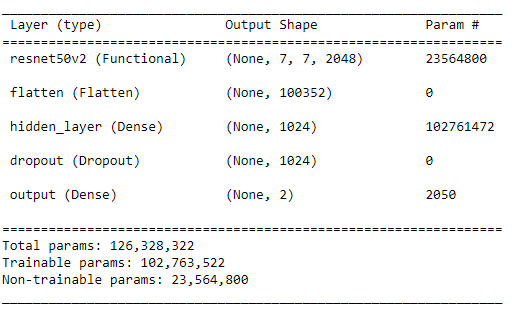 Layer (type) Output Shape Param #
resnet50v2 (Functional) (None, 7, 7, 2048) 23564800
flatten (Flatten) (None, 100352) 0
hidden_layer (Dense) (None, 1024) 102761472
dropout (Dropout) (None, 1024) 0
output (Dense) (None, 2) 2050
Total params: 126,328,322
Trainable params: 102,763,522
Non-trainable params: 23,564,800